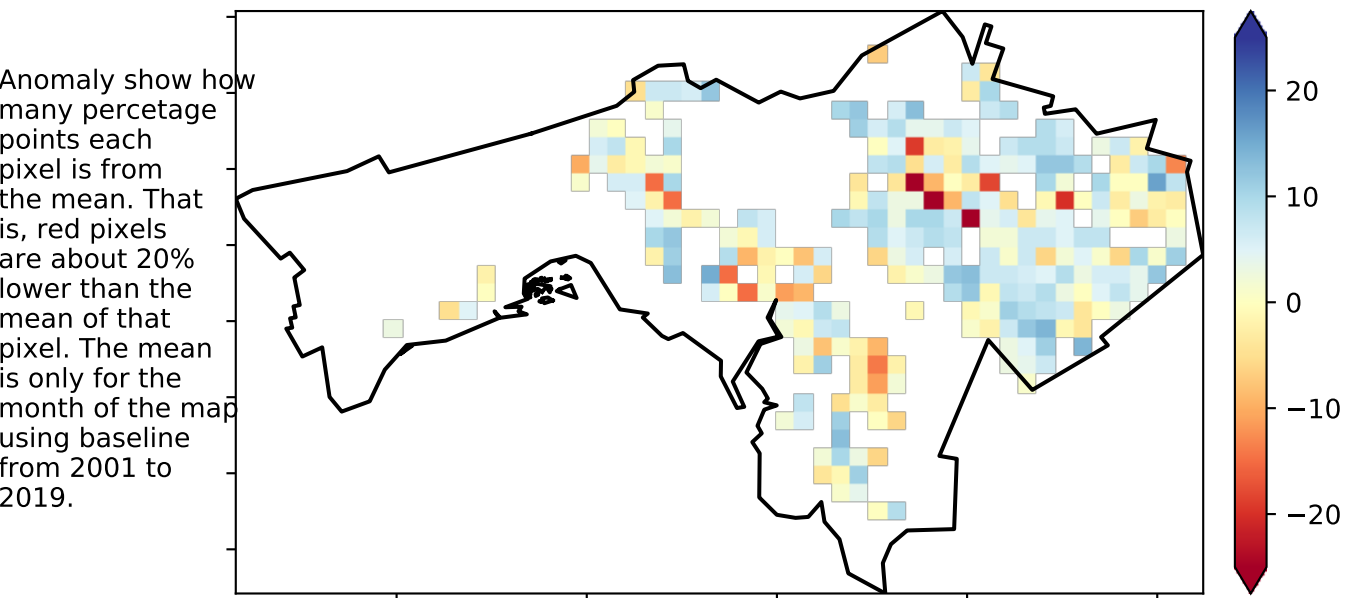 Anomaly show how
many percetage
points each
pixel is from
the mean. That
is, red pixels
are about 20%
lower than the
mean of that
pixel. The mean
is only for the
month of the map
using baseline
from 2001 to
2019.
20
10
0
−10
−20